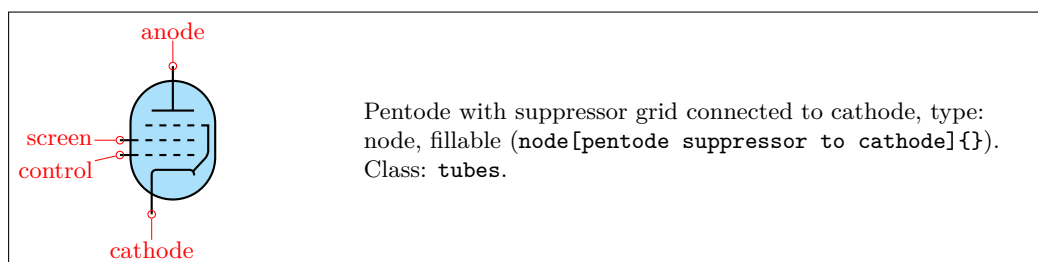 anode
screen
control
cathode
Pentode with suppressor grid connected to cathode, type:
node, fillable (node[pentode suppressor to cathode]{}).
Class: tubes.